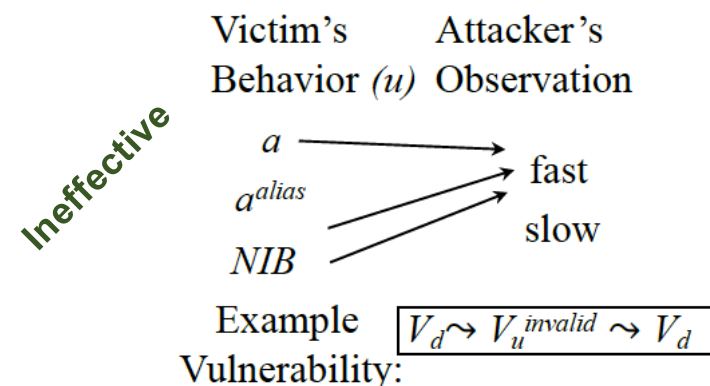 Victim's Attacker's
Behavior (u) Observation
Ineffective
a
fast
a^alias
slow
NIB
Example V_d ⤳ V_u^invalid ⤳ V_d
Vulnerability: